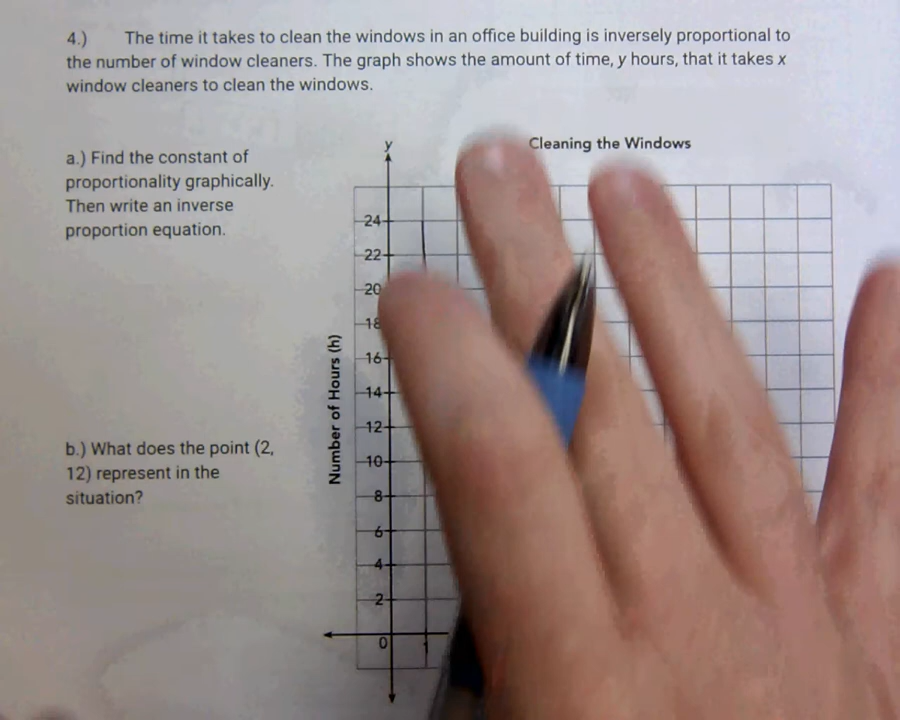 4.) The time it takes to clean the windows in an office building is inversely proportional to
the number of window cleaners. The graph shows the amount of time, y hours, that it takes x
window cleaners to clean the windows.
a.) Find the constant of
proportionality graphically.
Then write an inverse
proportion equation.
b.) What does the point (2,
12) represent in the
situation?
Cleaning the Windows
y
Number of Hours (h)
24
22
20
18
16
14
12
10
8
6
4
2
0
1